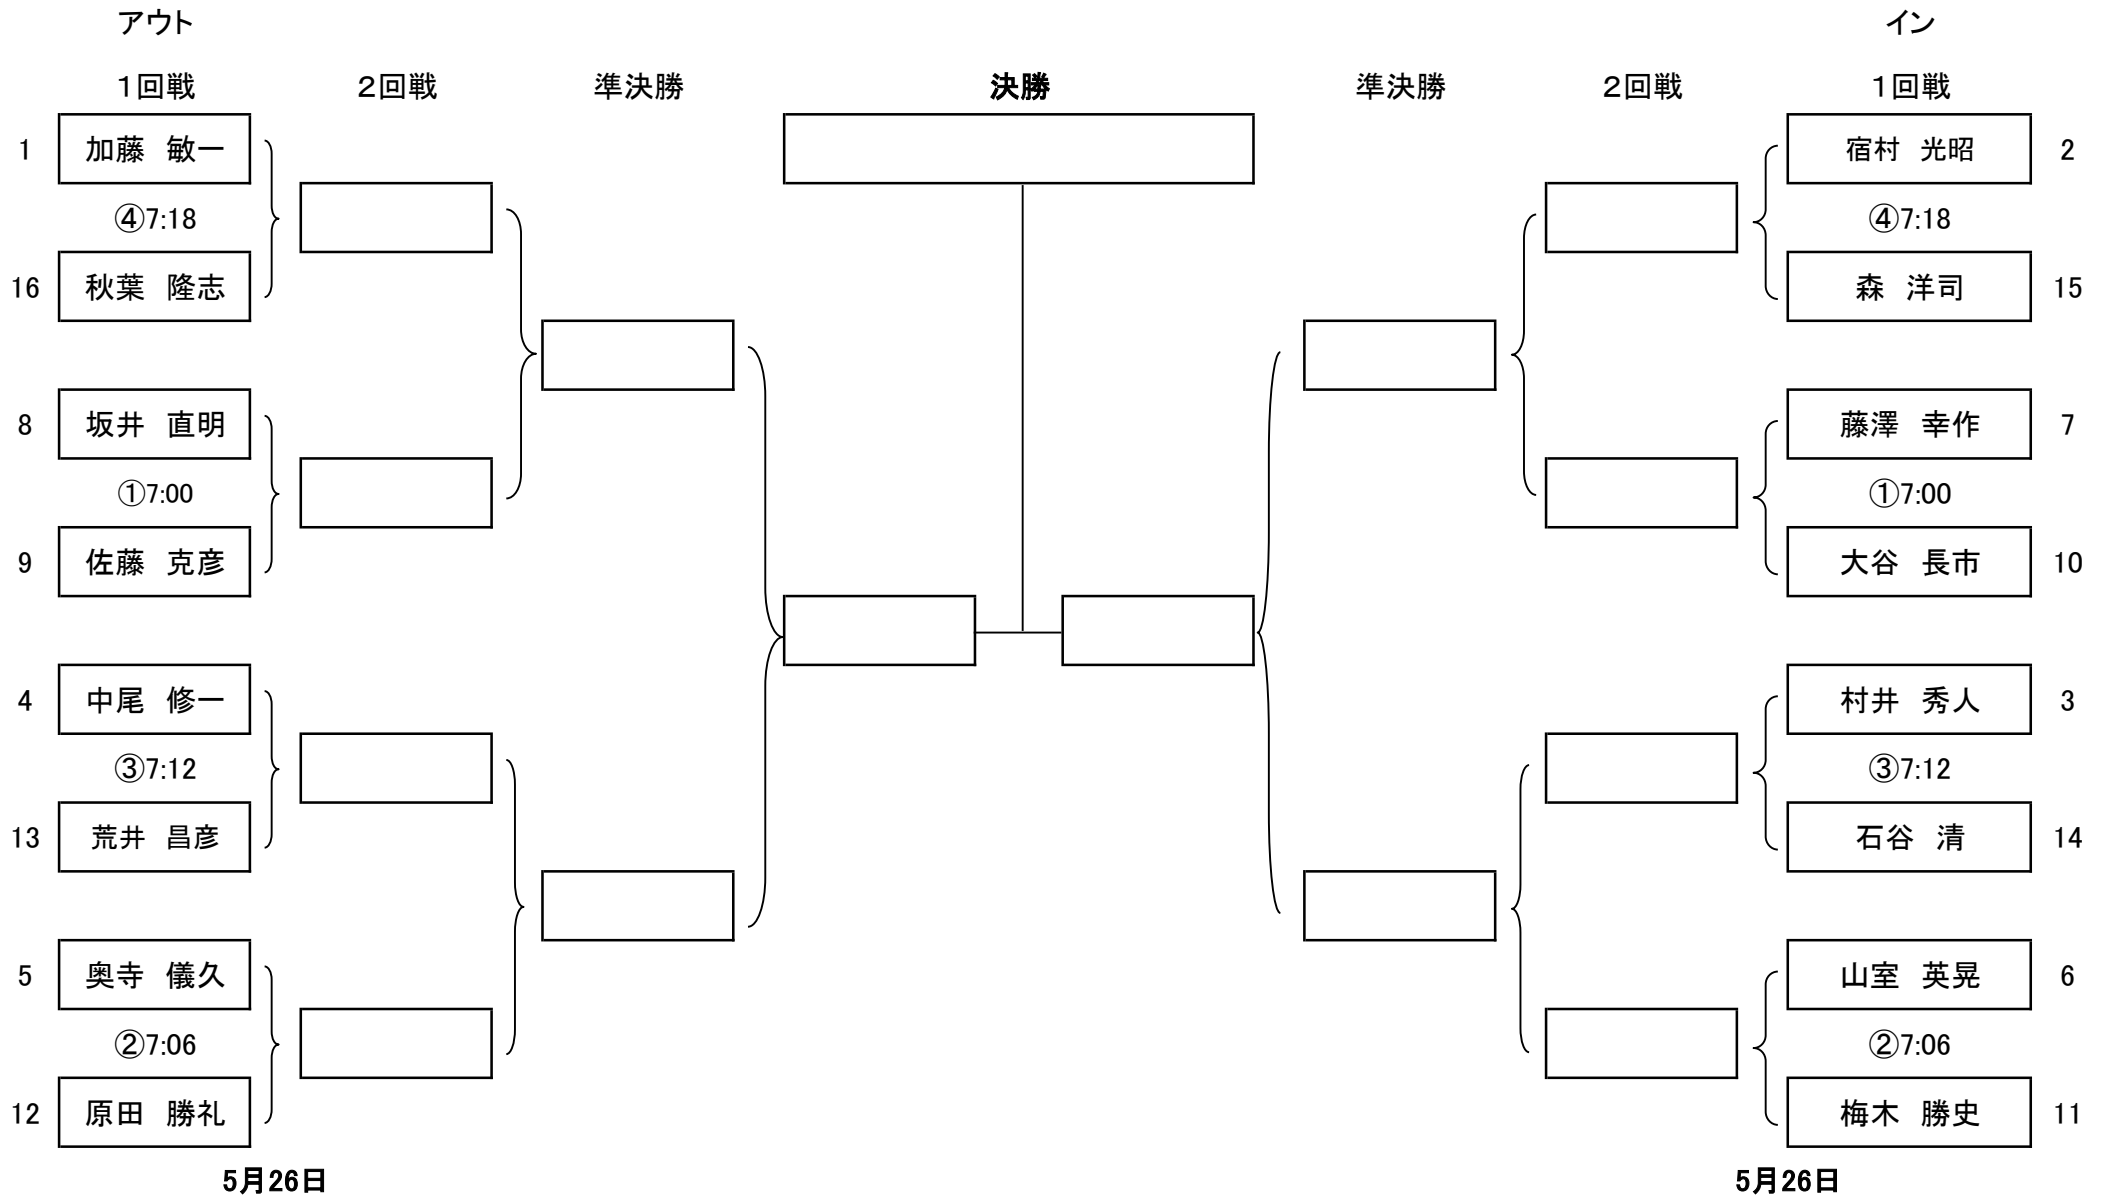 アウト　イン
１回戦　２回戦　準決勝　決勝　準決勝　２回戦　１回戦
1　加藤　敏一　宿村　光昭　2
④7:18　④7:18
16　秋葉　隆志　森　洋司　15
8　坂井　直明　藤澤　幸作　7
①7:00　①7:00
9　佐藤　克彦　大谷　長市　10
4　中尾　修一　村井　秀人　3
③7:12　③7:12
13　荒井　昌彦　石谷　清　14
5　奥寺　儀久　山室　英晃　6
②7:06　②7:06
12　原田　勝礼　梅木　勝史　11
5月26日　5月26日